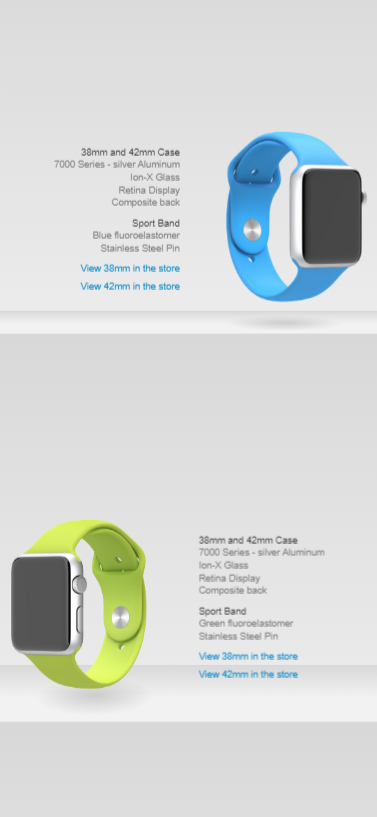 38mm and 42mm Case
7000 Series - silver Aluminum
Ion-X Glass
Retina Display
Composite back
Sport Band
Blue fluoroelastomer
Stainless Steel Pin
View 38mm in the store
View 42mm in the store
38mm and 42mm Case
7000 Series - silver Aluminum
Ion-X Glass
Retina Display
Composite back
Sport Band
Green fluoroelastomer
Stainless Steel Pin
View 38mm in the store
View 42mm in the store